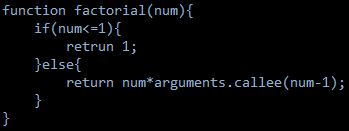 function factorial(num){
    if(num<=1){
        retrun 1;
    }else{
        return num*arguments.callee(num-1);
    }
}